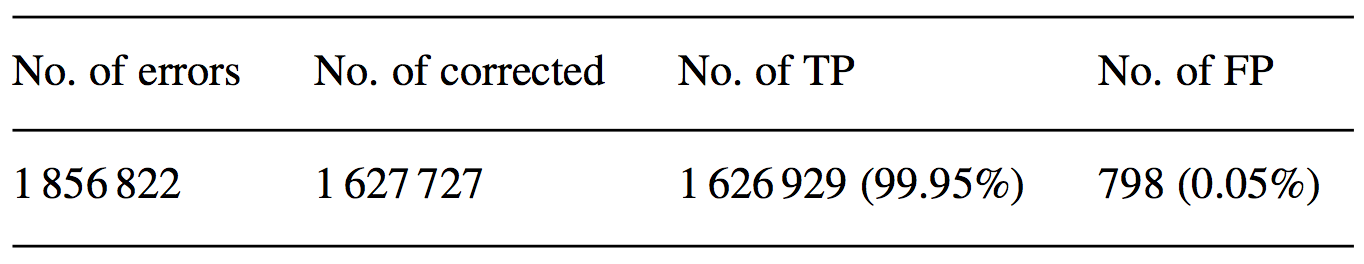 No. of errors No. of corrected No. of TP No. of FP
1 856 822 1 627 727 1 626 929 (99.95%) 798 (0.05%)